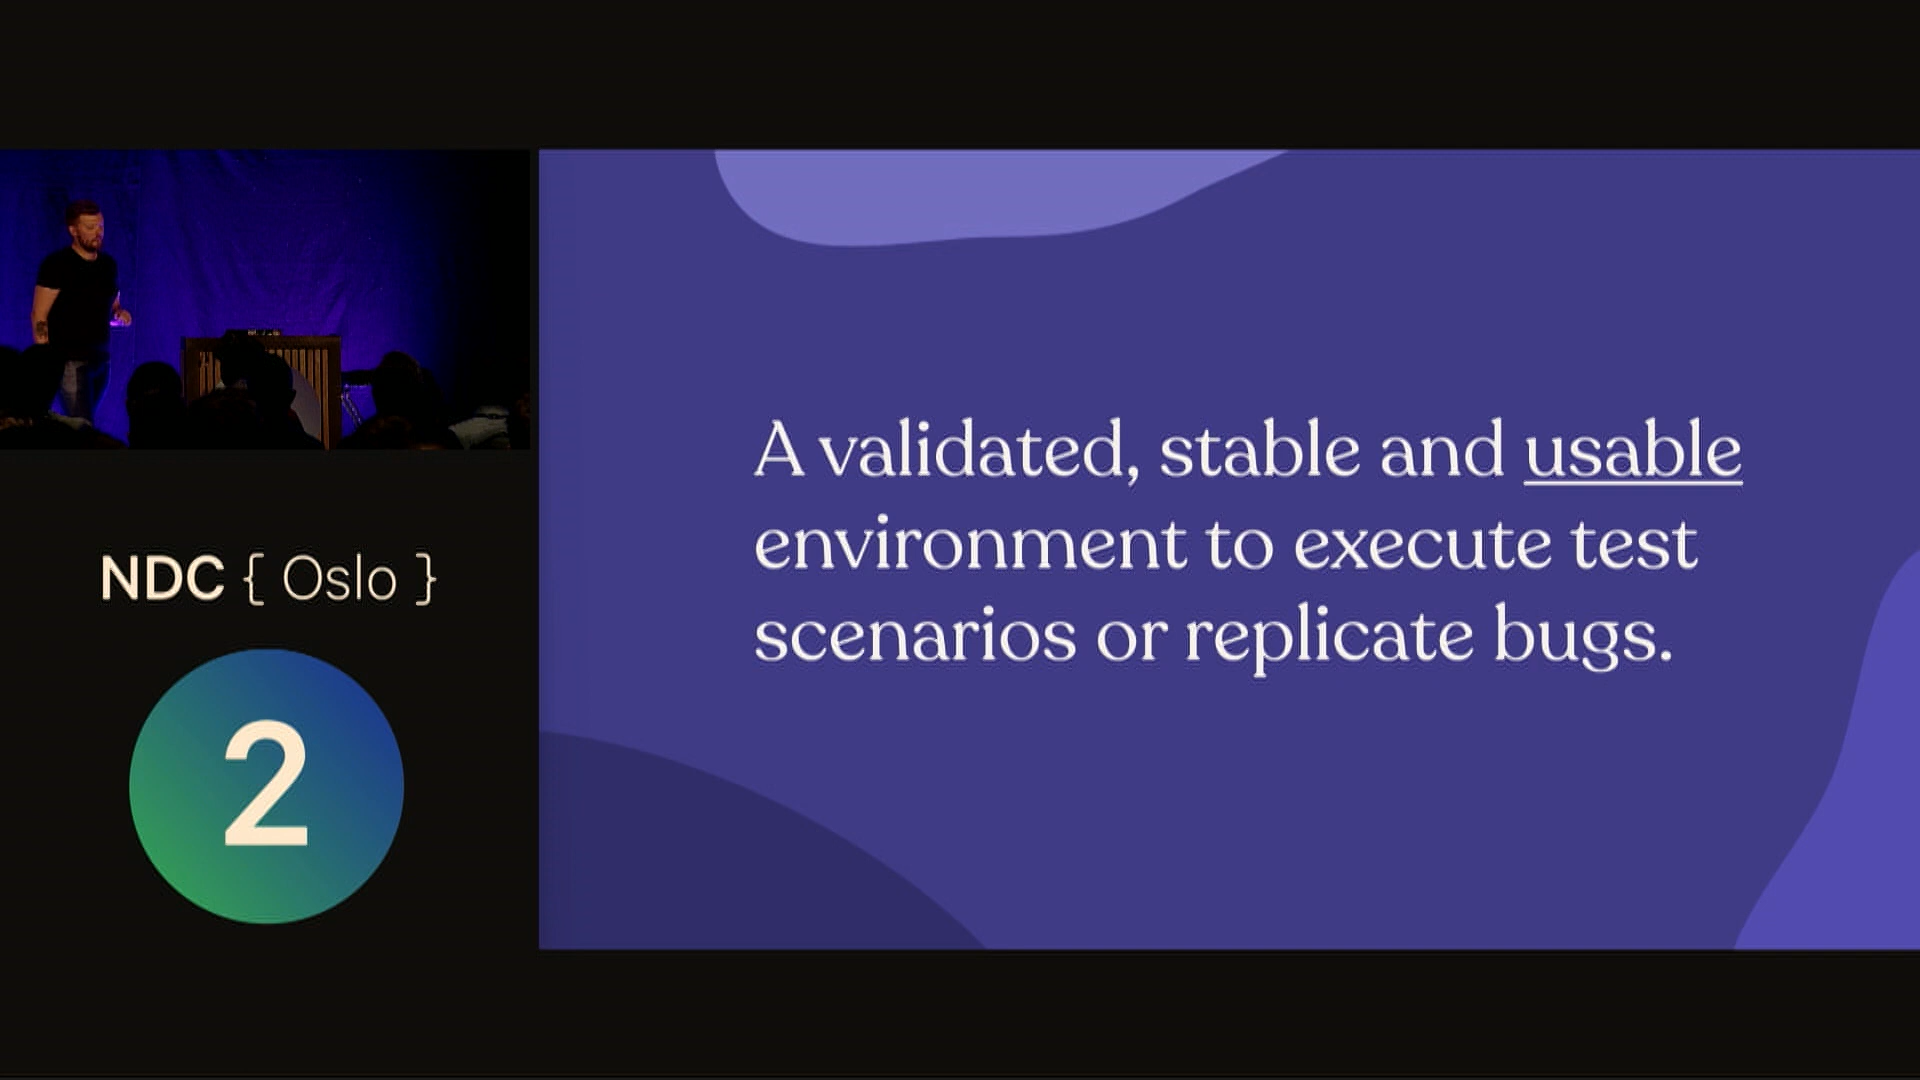 NDC { Oslo }
2
A validated, stable and usable
environment to execute test
scenarios or replicate bugs.